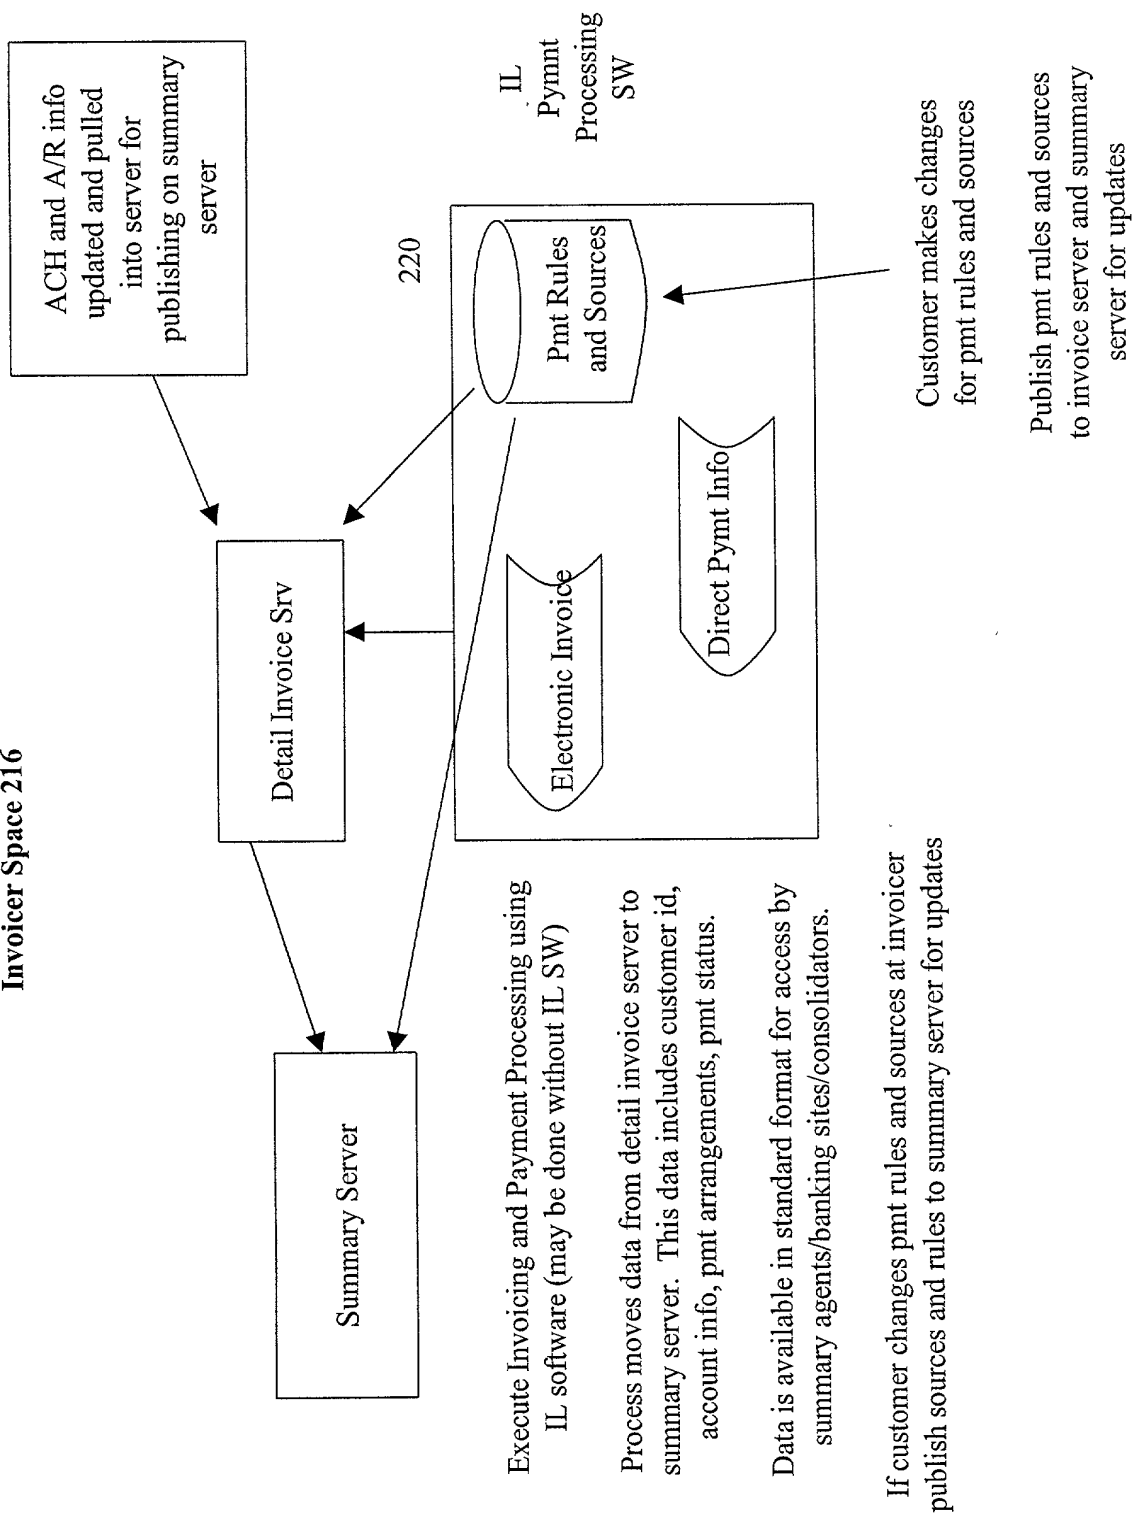 Invoicer Space 216
ACH and A/R info
updated and pulled
into server for
publishing on summary
server
Detail Invoice Srv
Summary Server
220
IL
Pymnt
Processing
SW
Pmt Rules
and Sources
Electronic Invoice
Direct Pymt Info
Customer makes changes
for pmt rules and sources
Publish pmt rules and sources
to invoice server and summary
server for updates
Execute Invoicing and Payment Processing using
IL software (may be done without IL SW)
Process moves data from detail invoice server to
summary server. This data includes customer id,
account info, pmt arrangements, pmt status.
Data is available in standard format for access by
summary agents/banking sites/consolidators.
If customer changes pmt rules and sources at invoicer
publish sources and rules to summary server for updates